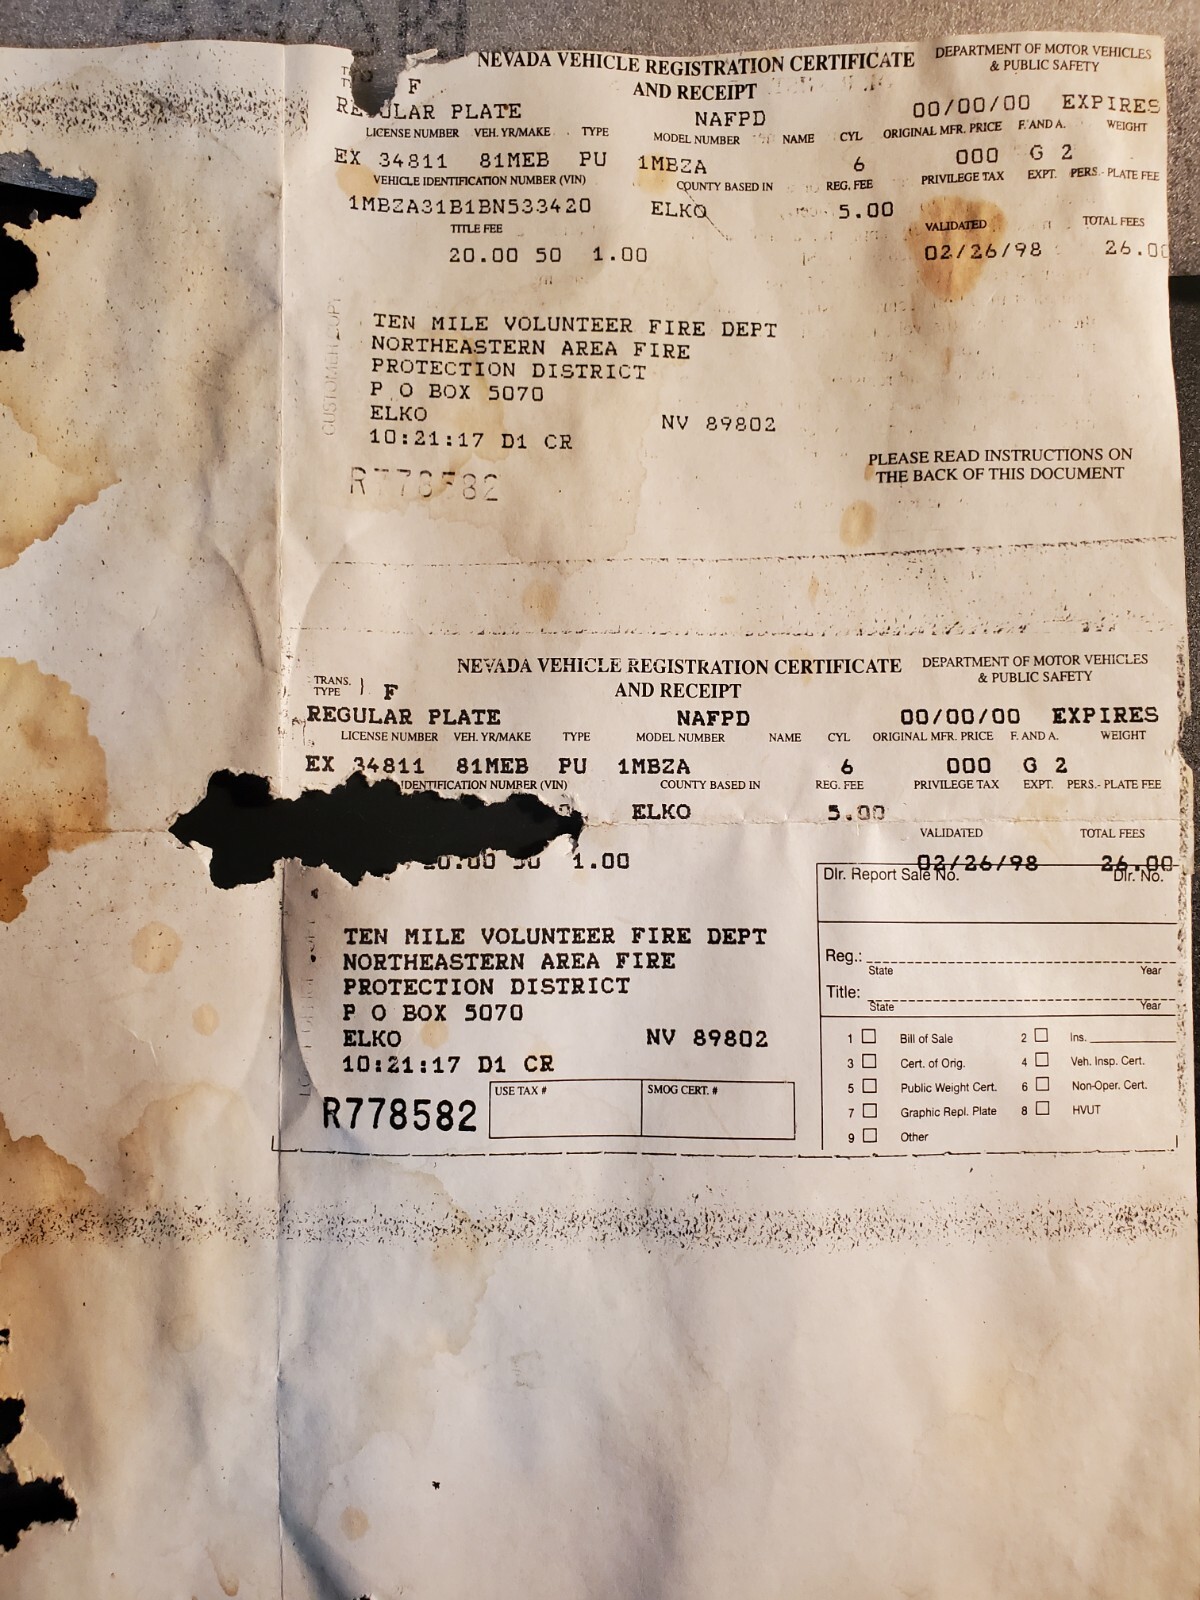 NEVADA VEHICLE REGISTRATION CERTIFICATE
AND RECEIPT
DEPARTMENT OF MOTOR VEHICLES
& PUBLIC SAFETY
F
REGULAR PLATE NAFPD 00/00/00 EXPIRES
LICENSE NUMBER VEH. YR/MAKE TYPE MODEL NUMBER NAME CYL ORIGINAL MFR. PRICE F. AND A. WEIGHT
EX 34811 81MEB PU 1MBZA 6 000 G 2
VEHICLE IDENTIFICATION NUMBER (VIN) COUNTY BASED IN REG. FEE PRIVILEGE TAX EXPT. PERS.- PLATE FEE
1MBZA31B1BN533420 ELKO 5.00
TITLE FEE VALIDATED TOTAL FEES
20.00 50 1.00 02/26/98 26.00
CUSTOMER COPY
TEN MILE VOLUNTEER FIRE DEPT
NORTHEASTERN AREA FIRE
PROTECTION DISTRICT
P O BOX 5070
ELKO NV 89802
10:21:17 D1 CR
R778582
PLEASE READ INSTRUCTIONS ON
THE BACK OF THIS DOCUMENT
NEVADA VEHICLE REGISTRATION CERTIFICATE
AND RECEIPT
DEPARTMENT OF MOTOR VEHICLES
& PUBLIC SAFETY
TRANS.
TYPE F
REGULAR PLATE NAFPD 00/00/00 EXPIRES
LICENSE NUMBER VEH. YR/MAKE TYPE MODEL NUMBER NAME CYL ORIGINAL MFR. PRICE F. AND A. WEIGHT
EX 34811 81MEB PU 1MBZA 6 000 G 2
IDENTIFICATION NUMBER (VIN) COUNTY BASED IN REG. FEE PRIVILEGE TAX EXPT. PERS.- PLATE FEE
ELKO 5.00
VALIDATED TOTAL FEES
20.00 50 1.00 02/26/98 26.00
Dlr. Report Sale No. Dlr. No.
TEN MILE VOLUNTEER FIRE DEPT
NORTHEASTERN AREA FIRE
PROTECTION DISTRICT
P O BOX 5070
ELKO NV 89802
10:21:17 D1 CR
R778582
USE TAX # SMOG CERT. #
Reg.:
State Year
Title:
State Year
1 Bill of Sale 2 Ins.
3 Cert. of Orig. 4 Veh. Insp. Cert.
5 Public Weight Cert. 6 Non-Oper. Cert.
7 Graphic Repl. Plate 8 HVUT
9 Other